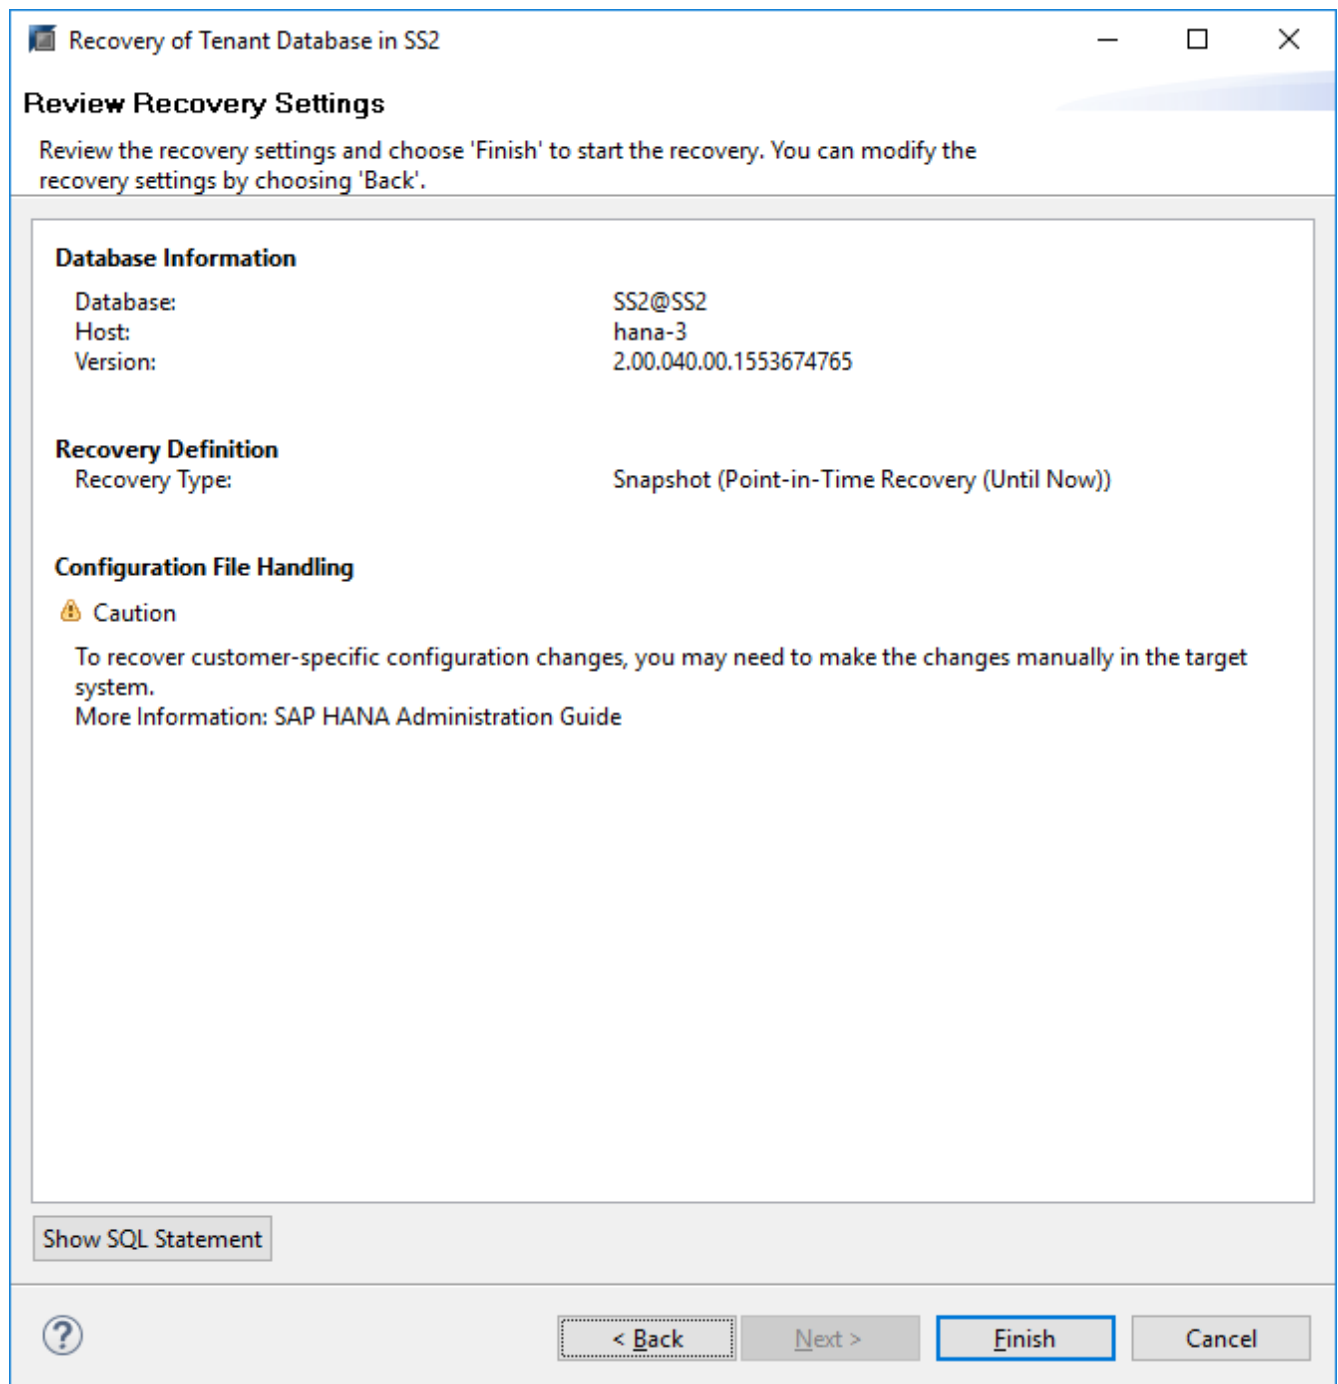 Recovery of Tenant Database in SS2
Review Recovery Settings
Review the recovery settings and choose 'Finish' to start the recovery. You can modify the
recovery settings by choosing 'Back'.
Database Information
Database: SS2@SS2
Host: hana-3
Version: 2.00.040.00.1553674765
Recovery Definition
Recovery Type: Snapshot (Point-in-Time Recovery (Until Now))
Configuration File Handling
Caution
To recover customer-specific configuration changes, you may need to make the changes manually in the target
system.
More Information: SAP HANA Administration Guide
Show SQL Statement
< Back Next > Finish Cancel